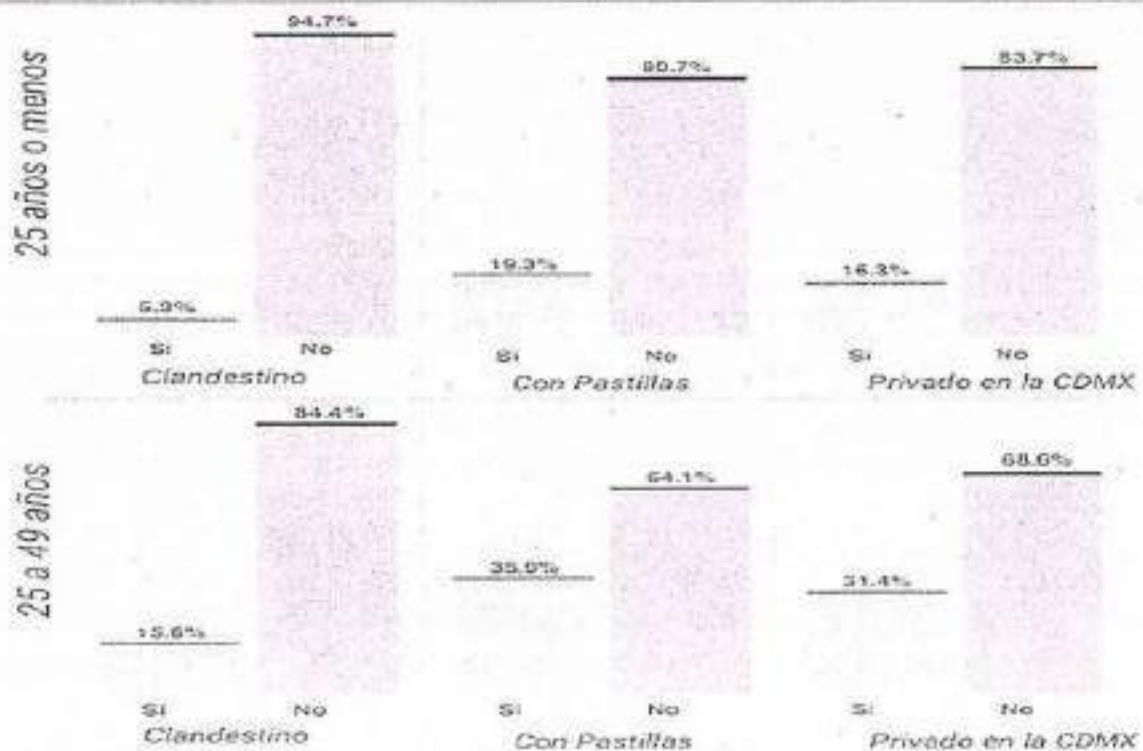 25 años o menos
94.7%
90.7%
83.7%
5.3%
19.3%
16.3%
Si No Si No Si No
Clandestino Con Pastillas Privado en la CDMX
25 a 49 años
84.4%
64.1%
68.6%
15.6%
35.9%
31.4%
Si No Si No Si No
Clandestino Con Pastillas Privado en la CDMX